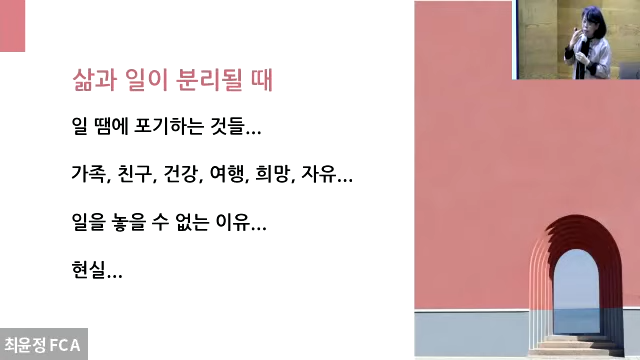 삶과 일이 분리될 때
일 땜에 포기하는 것들...
가족, 친구, 건강, 여행, 희망, 자유...
일을 놓을 수 없는 이유...
현실...
최윤정 FCA